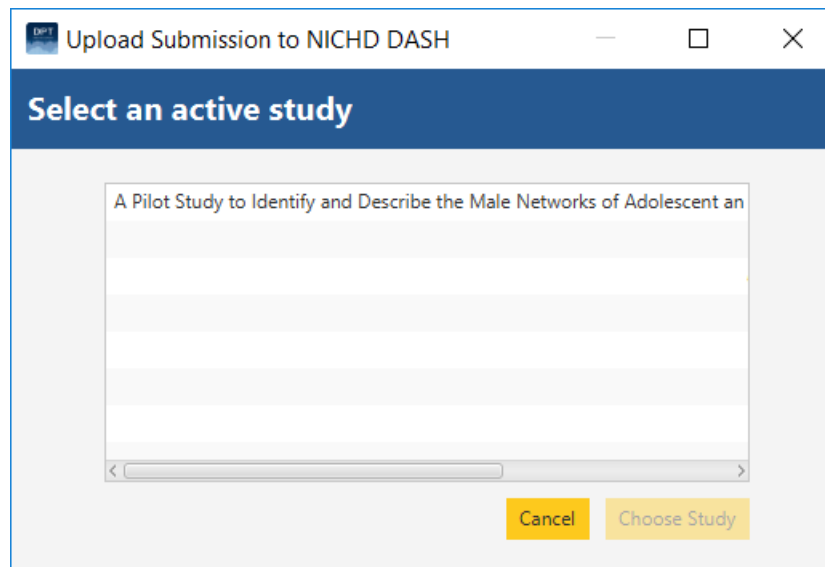 DPT
Upload Submission to NICHD DASH
Select an active study
A Pilot Study to Identify and Describe the Male Networks of Adolescent an
Cancel
Choose Study